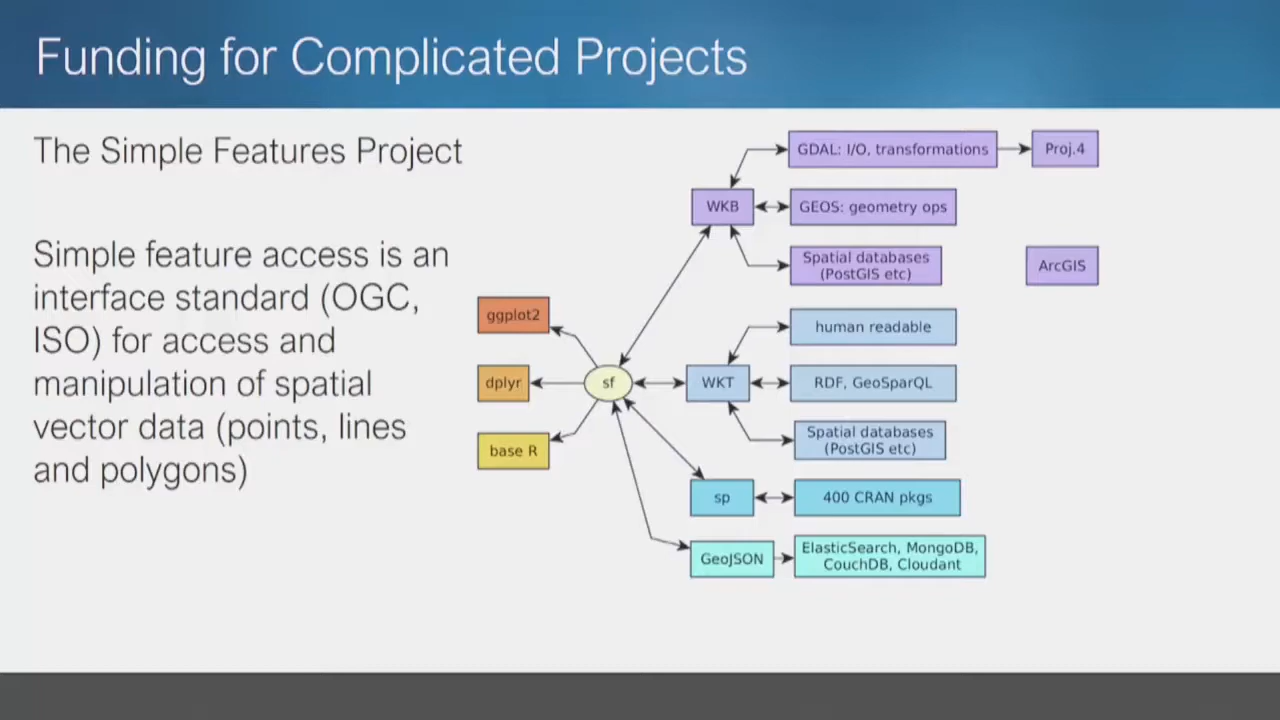 Funding for Complicated Projects
The Simple Features Project
Simple feature access is an
interface standard (OGC,
ISO) for access and
manipulation of spatial
vector data (points, lines
and polygons)
GDAL: I/O, transformations
Proj.4
WKB
GEOS: geometry ops
Spatial databases
(PostGIS etc)
ArcGIS
ggplot2
human readable
dplyr
sf
WKT
RDF, GeoSparQL
base R
Spatial databases
(PostGIS etc)
sp
400 CRAN pkgs
GeoJSON
ElasticSearch, MongoDB,
CouchDB, Cloudant